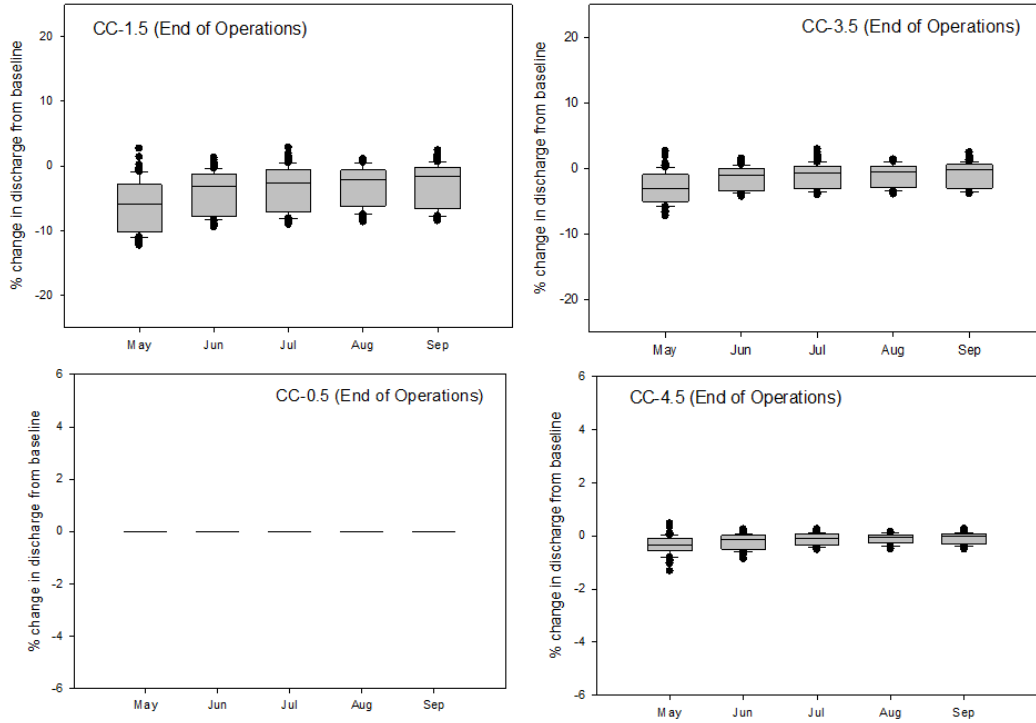 CC-1.5 (End of Operations)
% change in discharge from baseline
20
10
0
-10
-20
May Jun Jul Aug Sep
CC-3.5 (End of Operations)
% change in discharge from baseline
20
10
0
-10
-20
May Jun Jul Aug Sep
CC-0.5 (End of Operations)
% change in discharge from baseline
6
4
2
0
-2
-4
-6
May Jun Jul Aug Sep
CC-4.5 (End of Operations)
% change in discharge from baseline
6
4
2
0
-2
-4
-6
May Jun Jul Aug Sep